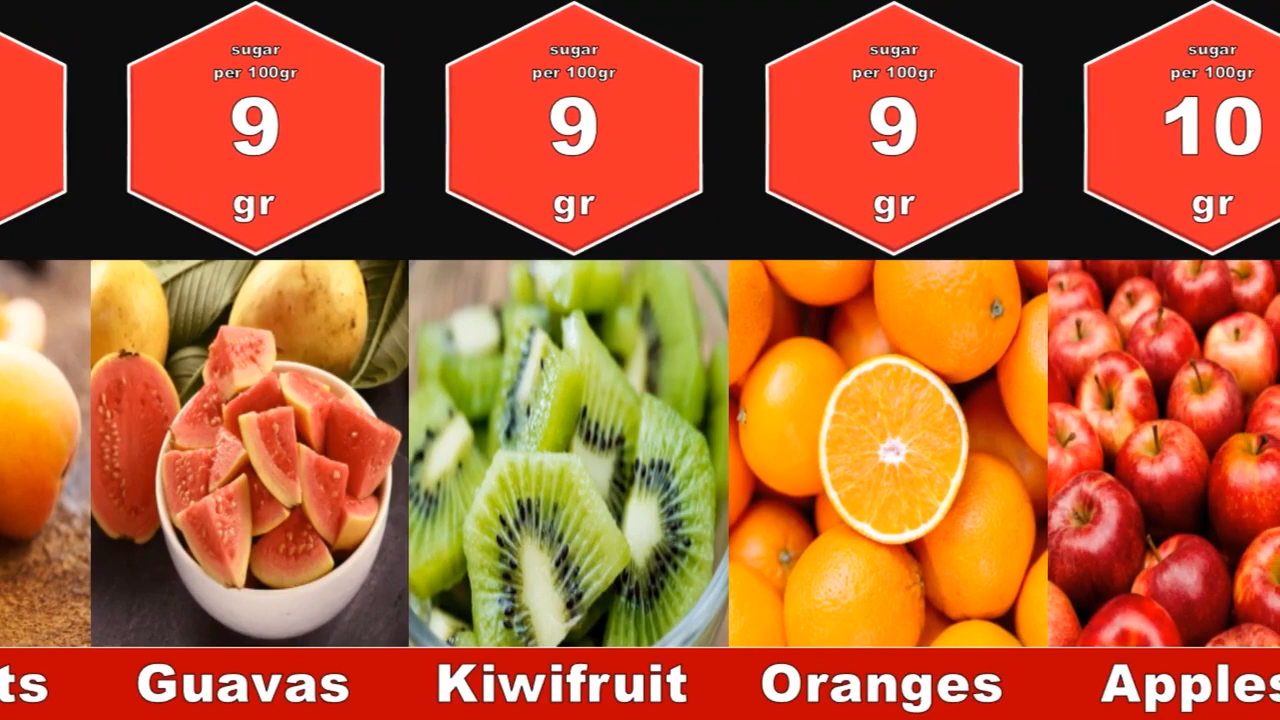 sugar
per 100gr
9
gr
sugar
per 100gr
9
gr
sugar
per 100gr
9
gr
sugar
per 100gr
10
gr
ts
Guavas
Kiwifruit
Oranges
Apples